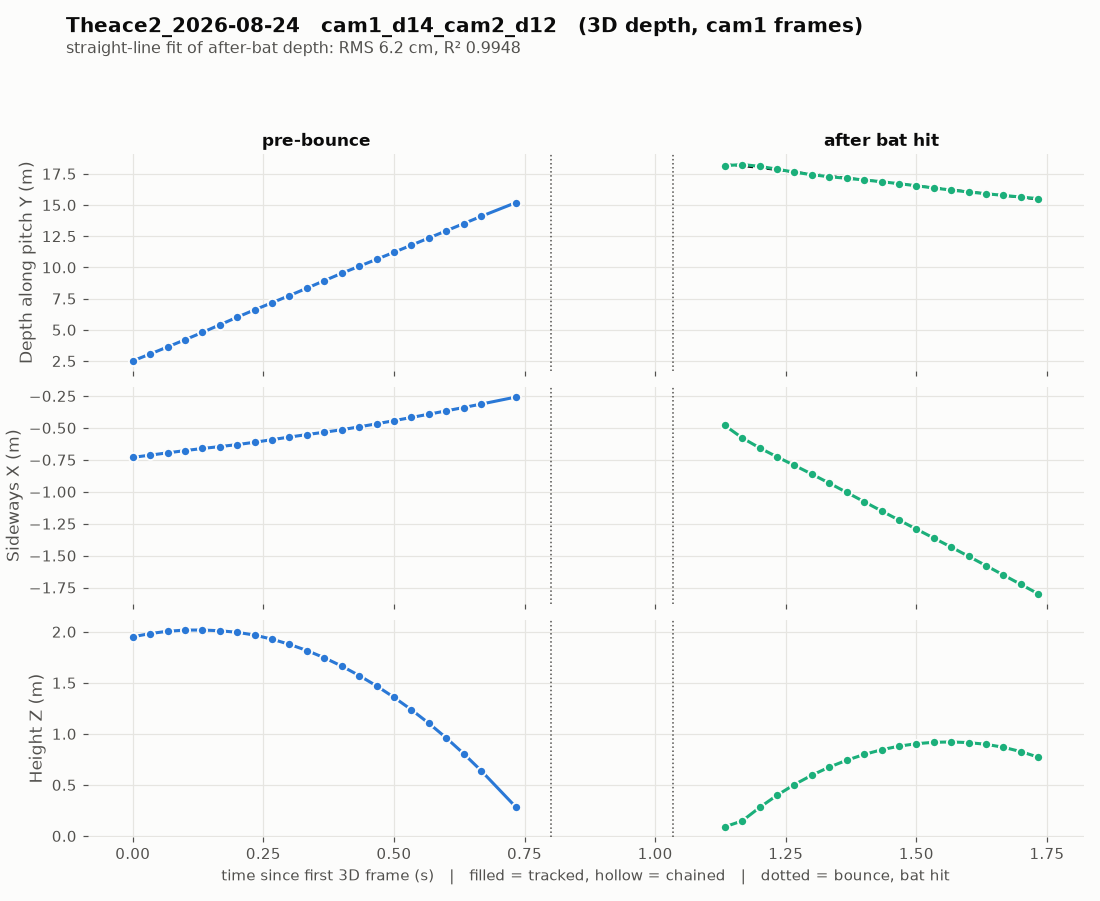 Theace2_2026-08-24   cam1_d14_cam2_d12   (3D depth, cam1 frames)
straight-line fit of after-bat depth: RMS 6.2 cm, R² 0.9948
pre-bounce
after bat hit
Depth along pitch Y (m)
17.5
15.0
12.5
10.0
7.5
5.0
2.5
Sideways X (m)
−0.25
−0.50
−0.75
−1.00
−1.25
−1.50
−1.75
Height Z (m)
2.0
1.5
1.0
0.5
0.0
0.00 0.25 0.50 0.75 1.00 1.25 1.50 1.75
time since first 3D frame (s)   |   filled = tracked, hollow = chained   |   dotted = bounce, bat hit